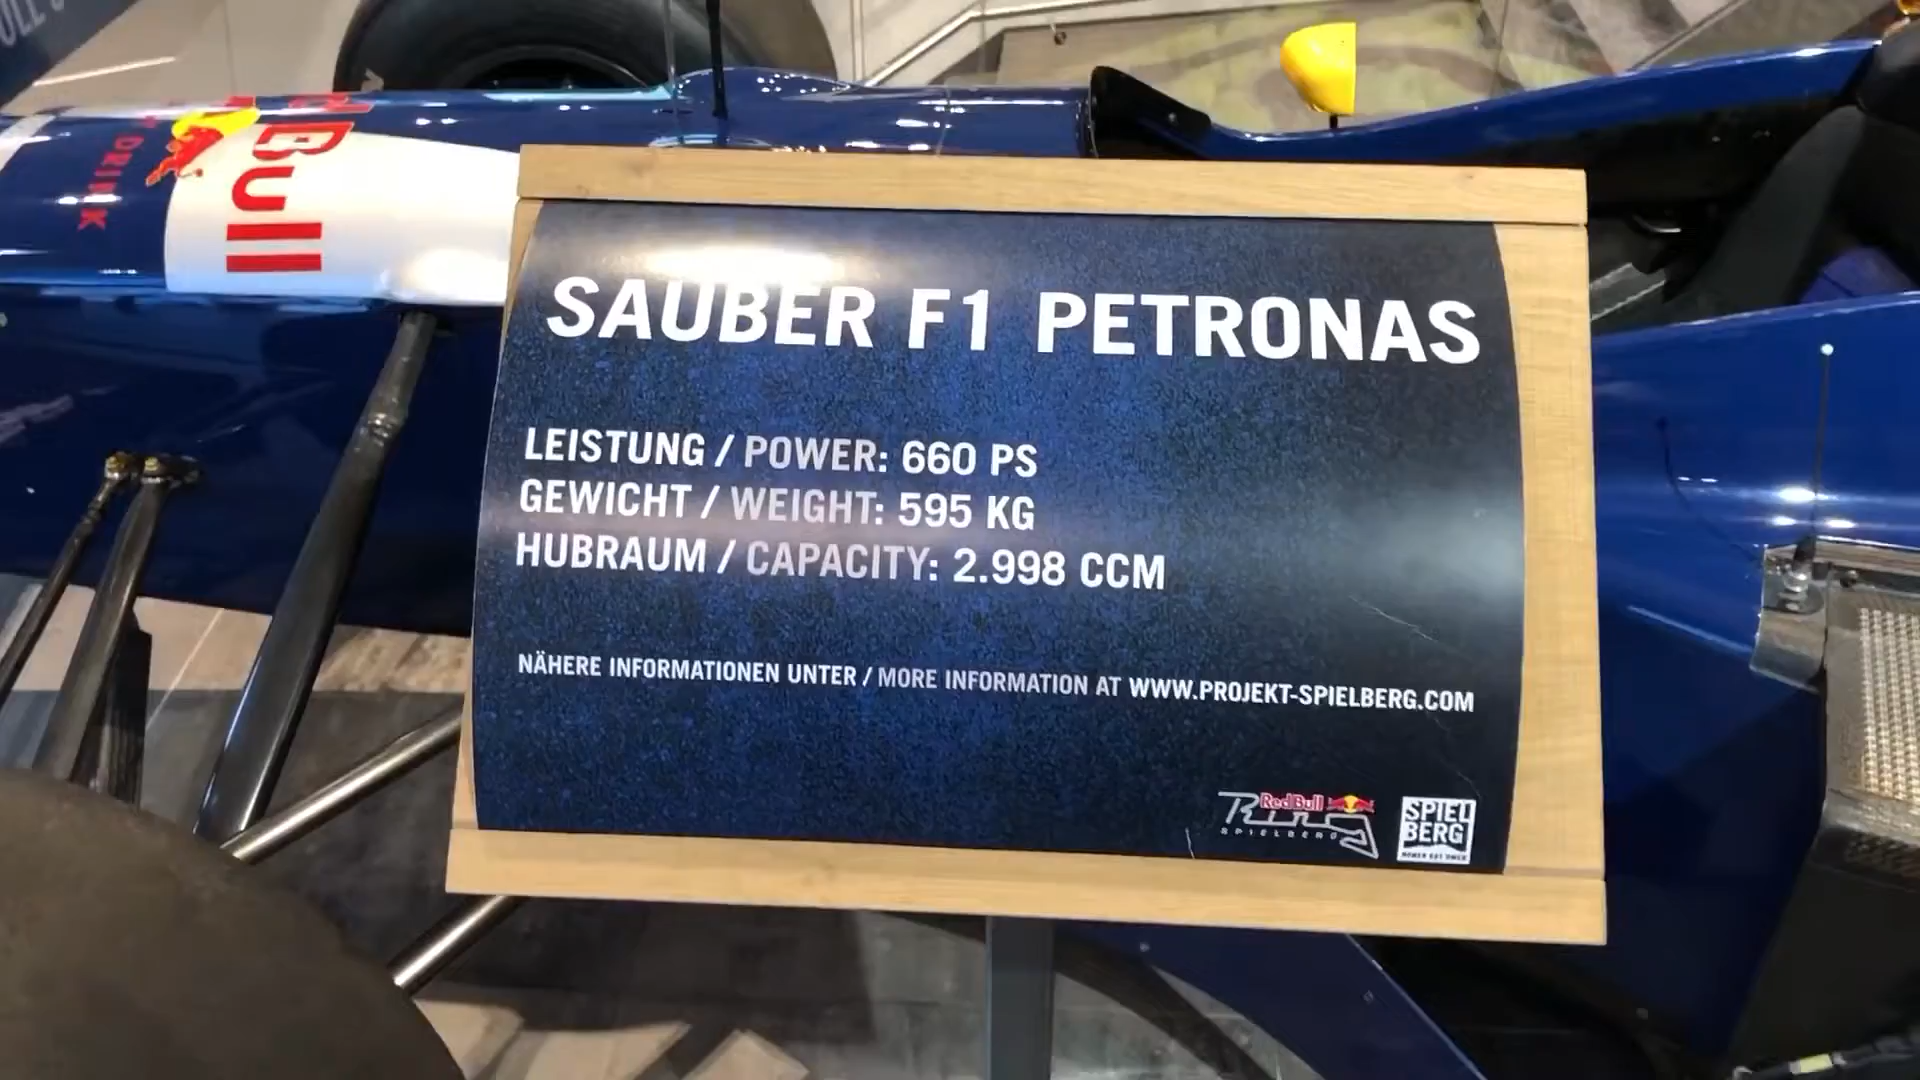 Bull
DRINK
SAUBER F1 PETRONAS
LEISTUNG / POWER: 660 PS
GEWICHT / WEIGHT: 595 KG
HUBRAUM / CAPACITY: 2.998 CCM
NÄHERE INFORMATIONEN UNTER / MORE INFORMATION AT WWW.PROJEKT-SPIELBERG.COM
Red Bull
Ring
SPIELBERG
SPIEL
BERG